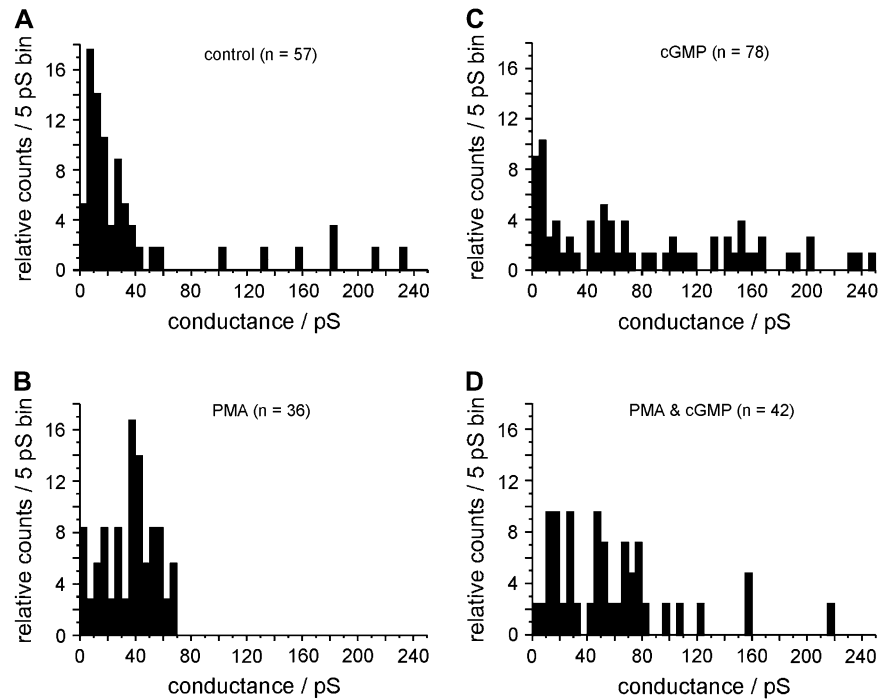 A
control (n = 57)
relative counts / 5 pS bin
16
12
8
4
0
0 40 80 120 160 200 240
conductance / pS
C
cGMP (n = 78)
relative counts / 5 pS bin
16
12
8
4
0
0 40 80 120 160 200 240
conductance / pS
B
PMA (n = 36)
relative counts / 5 pS bin
16
12
8
4
0
0 40 80 120 160 200 240
conductance / pS
D
PMA & cGMP (n = 42)
relative counts / 5 pS bin
16
12
8
4
0
0 40 80 120 160 200 240
conductance / pS